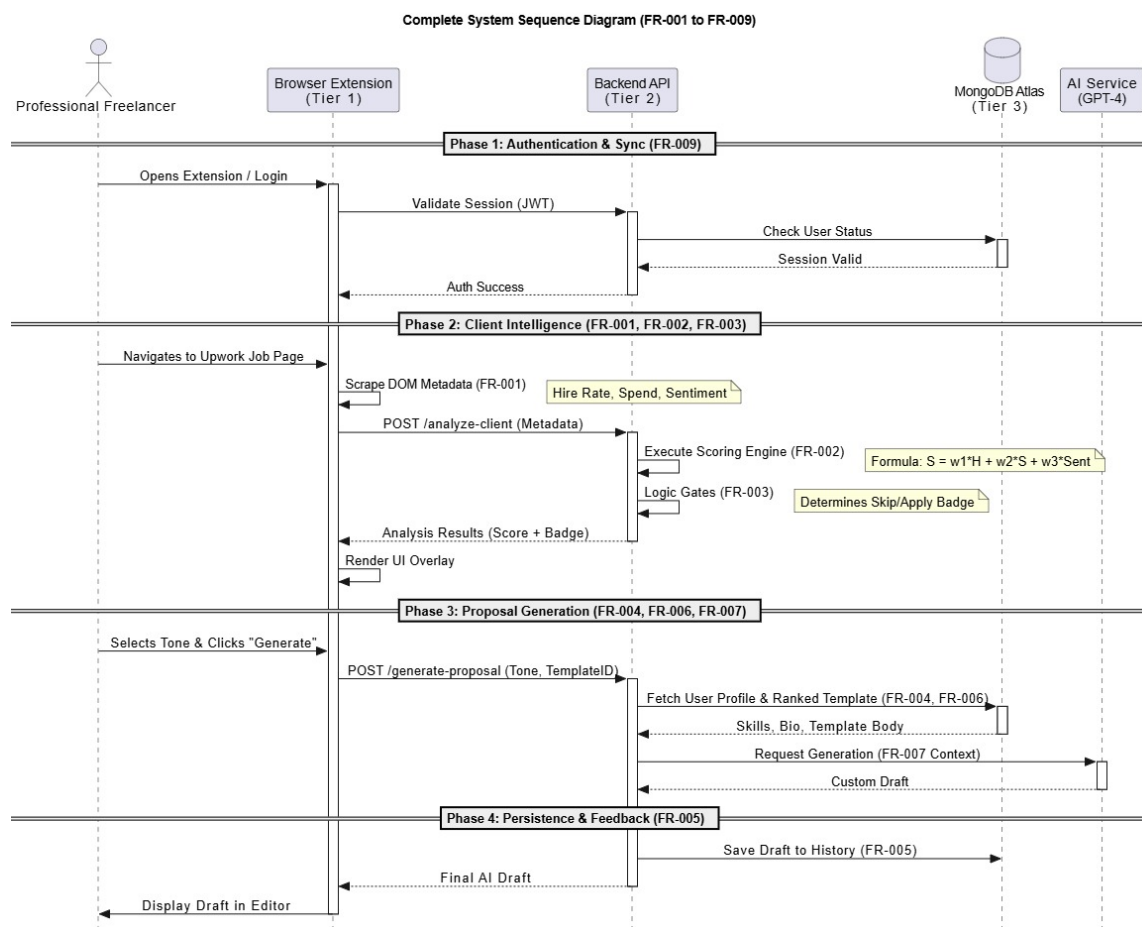 Complete System Sequence Diagram (FR-001 to FR-009)
Professional Freelancer
Browser Extension
(Tier 1)
Backend API
(Tier 2)
MongoDB Atlas
(Tier 3)
AI Service
(GPT-4)
Phase 1: Authentication & Sync (FR-009)
Opens Extension / Login
Validate Session (JWT)
Check User Status
Session Valid
Auth Success
Phase 2: Client Intelligence (FR-001, FR-002, FR-003)
Navigates to Upwork Job Page
Scrape DOM Metadata (FR-001)
Hire Rate, Spend, Sentiment
POST /analyze-client (Metadata)
Execute Scoring Engine (FR-002)
Formula: S = w1*H + w2*S + w3*Sent
Logic Gates (FR-003)
Determines Skip/Apply Badge
Analysis Results (Score + Badge)
Render UI Overlay
Phase 3: Proposal Generation (FR-004, FR-006, FR-007)
Selects Tone & Clicks "Generate"
POST /generate-proposal (Tone, TemplateID)
Fetch User Profile & Ranked Template (FR-004, FR-006)
Skills, Bio, Template Body
Request Generation (FR-007 Context)
Custom Draft
Phase 4: Persistence & Feedback (FR-005)
Save Draft to History (FR-005)
Final AI Draft
Display Draft in Editor